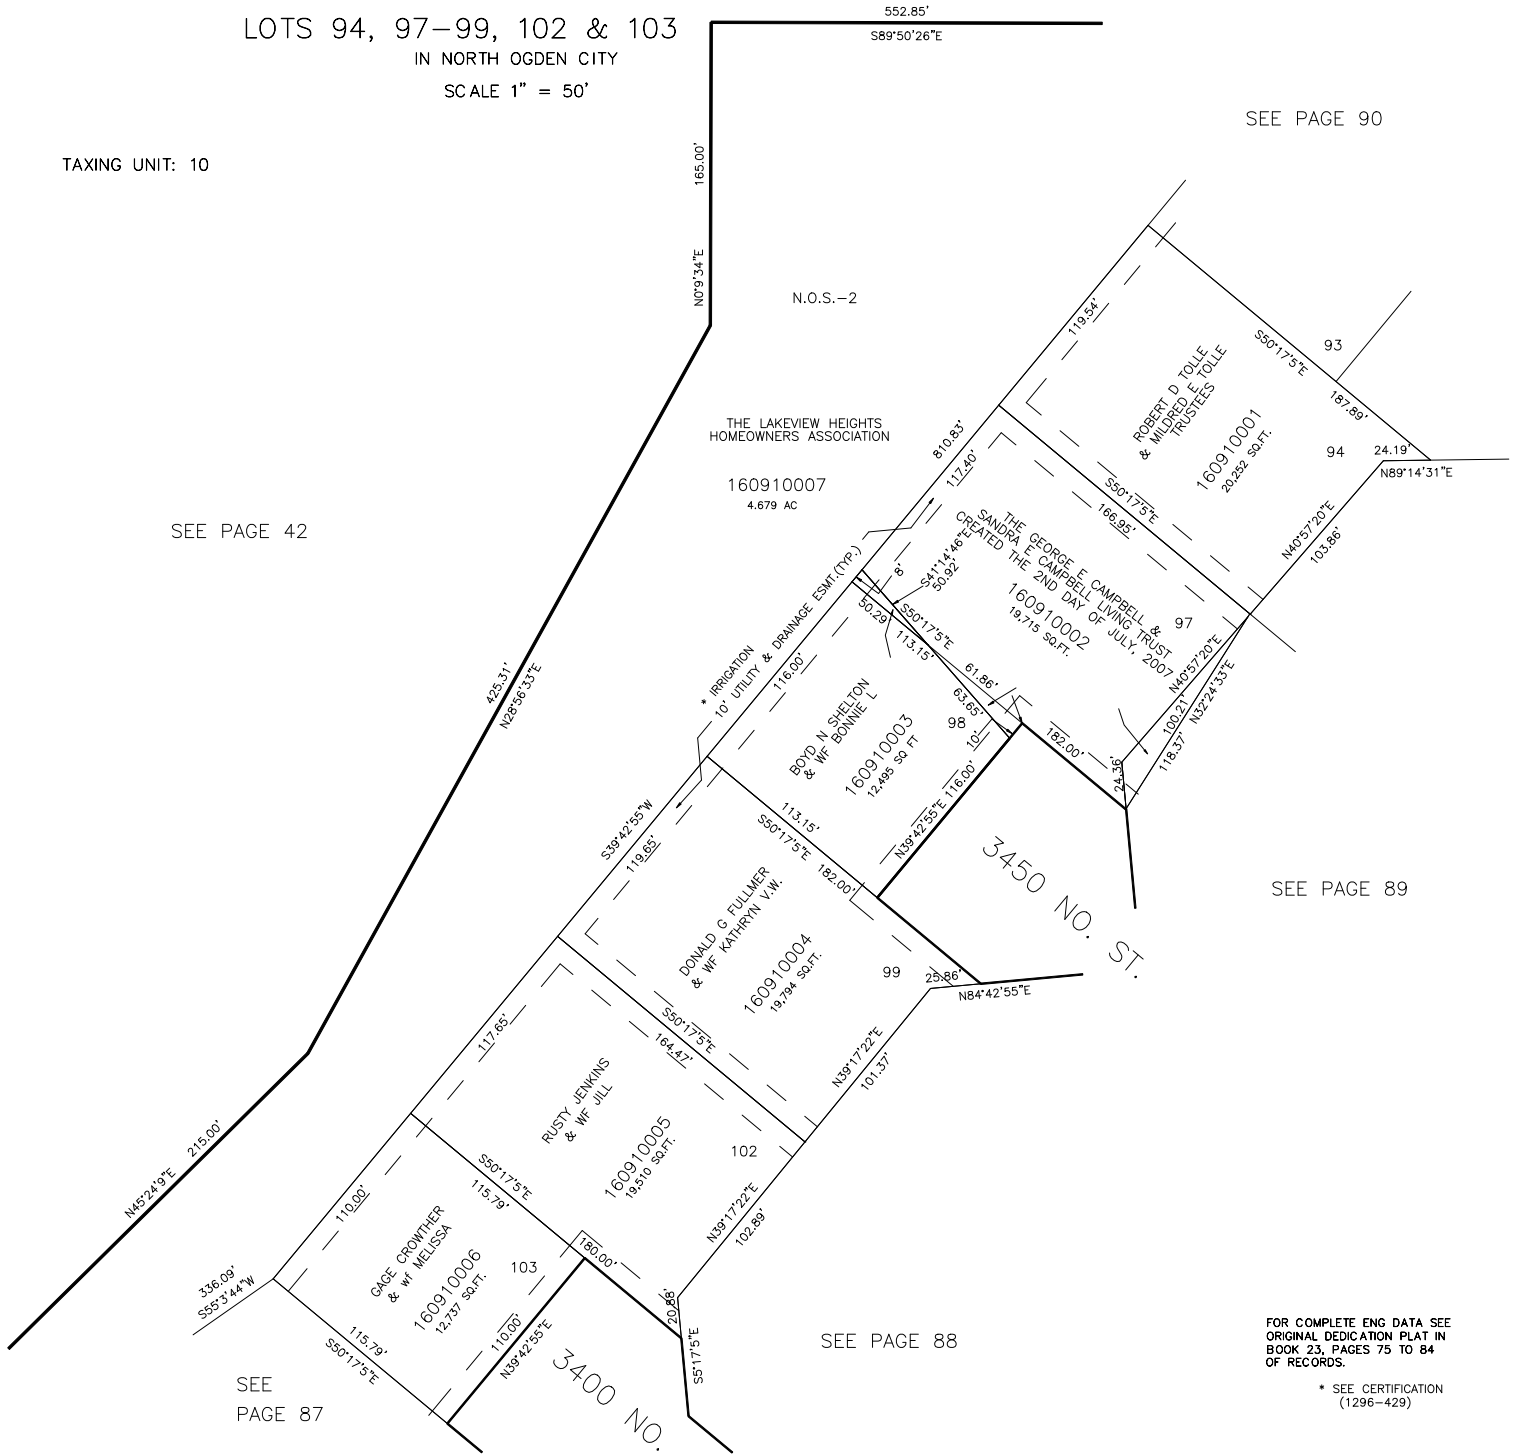 LOTS 94, 97-99, 102 & 103
IN NORTH OGDEN CITY
SCALE 1" = 50'
TAXING UNIT: 10
552.85'
S89°50'26"E
165.00'
N0°9'34"E
SEE PAGE 90
N.O.S.-2
THE LAKEVIEW HEIGHTS
HOMEOWNERS ASSOCIATION
160910007
4.679 AC
SEE PAGE 42
425.31'
N28°56'33"E
N45°24'9"E 215.00'
336.09'
S55°3'44"W
810.83'
S39°42'55"W
* IRRIGATION
10' UTILITY & DRAINAGE ESMT.(TYP.)
119.54'
93
S50°17'5"E
187.89'
ROBERT D TOLLE
& MILDRED E TOLLE
TRUSTEES
160910001
20,252 SQ.FT.
94
24.19'
N89°14'31"E
N40°57'20"E
103.86'
S50°17'5"E
166.95'
117.40'
8'
S41°14'46"E
50.92'
THE GEORGE E CAMPBELL &
SANDRA E CAMPBELL LIVING TRUST
CREATED THE 2ND DAY OF JULY, 2007
160910002
19,715 SQ.FT.
97
N40°57'20"E
100.21'
N32°24'33"E
118.37'
24.36'
182.00'
S50°17'5"E
50.29
113.15'
61.86'
63.65'
116.00'
BOYD N SHELTON
& WF BONNIE L
160910003
12,495 SQ FT
98
10'
N39°42'55"E 116.00'
113.15'
S50°17'5"E
182.00'
3450 NO. ST.
SEE PAGE 89
119.65'
DONALD G FULLMER
& WF KATHRYN V.W.
160910004
19,794 SQ.FT.
99
25.86'
N84°42'55"E
N39°17'22"E
101.37'
S50°17'5"E
164.47'
117.65'
RUSTY JENKINS
& WF JILL
160910005
19,510 SQ.FT.
102
N39°17'22"E
102.89'
S50°17'5"E
115.79'
180.00'
20.88'
S5°17'5"E
110.00'
GAGE CROWTHER
& wf MELISSA
160910006
12,737 SQ.FT.
103
110.00'
N39°42'55"E
115.79'
S50°17'5"E
3400 NO.
SEE PAGE 88
SEE
PAGE 87
FOR COMPLETE ENG DATA SEE
ORIGINAL DEDICATION PLAT IN
BOOK 23, PAGES 75 TO 84
OF RECORDS.
* SEE CERTIFICATION
(1296-429)